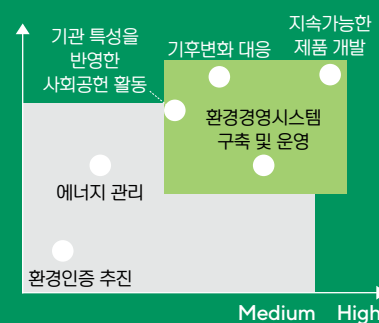 기관 특성을
반영한
사회공헌 활동
기후변화 대응
지속가능한
제품 개발
환경경영시스템
구축 및 운영
에너지 관리
환경인증 추진
Medium High